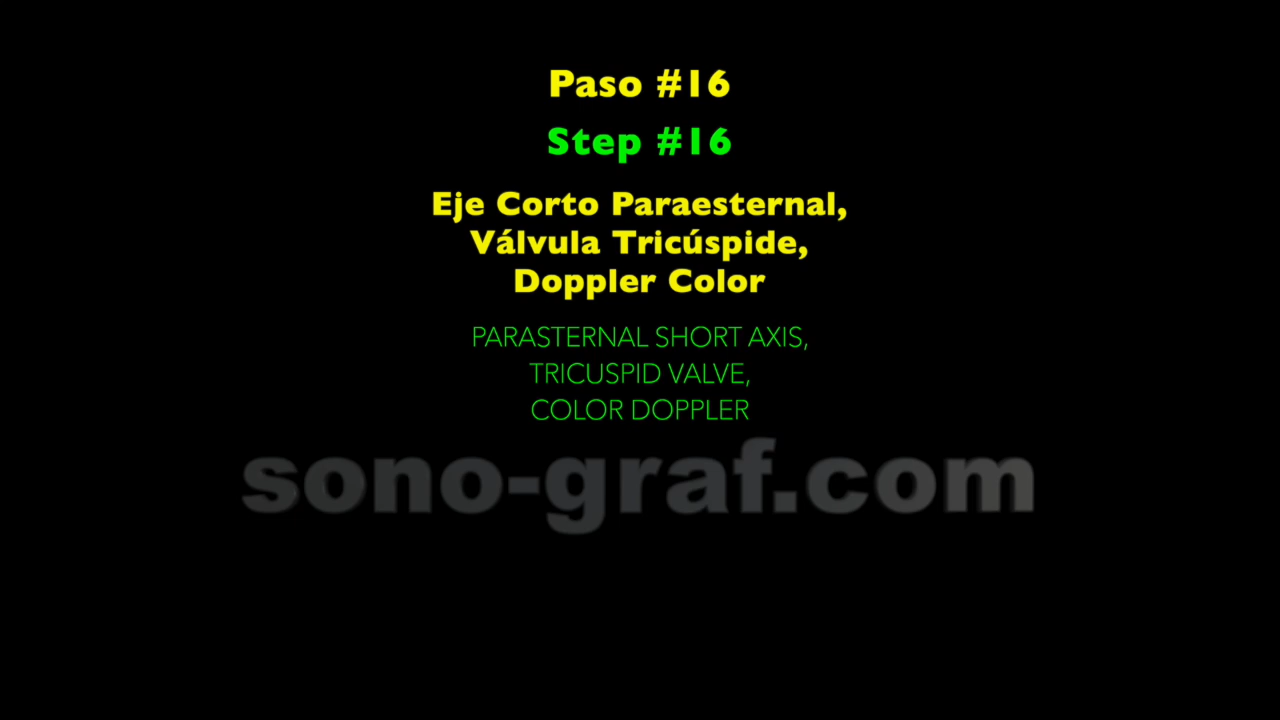 Paso #16
Step #16
Eje Corto Paraesternal,
Válvula Tricúspide,
Doppler Color
PARASTERNAL SHORT AXIS,
TRICUSPID VALVE,
COLOR DOPPLER
sono-graf.com